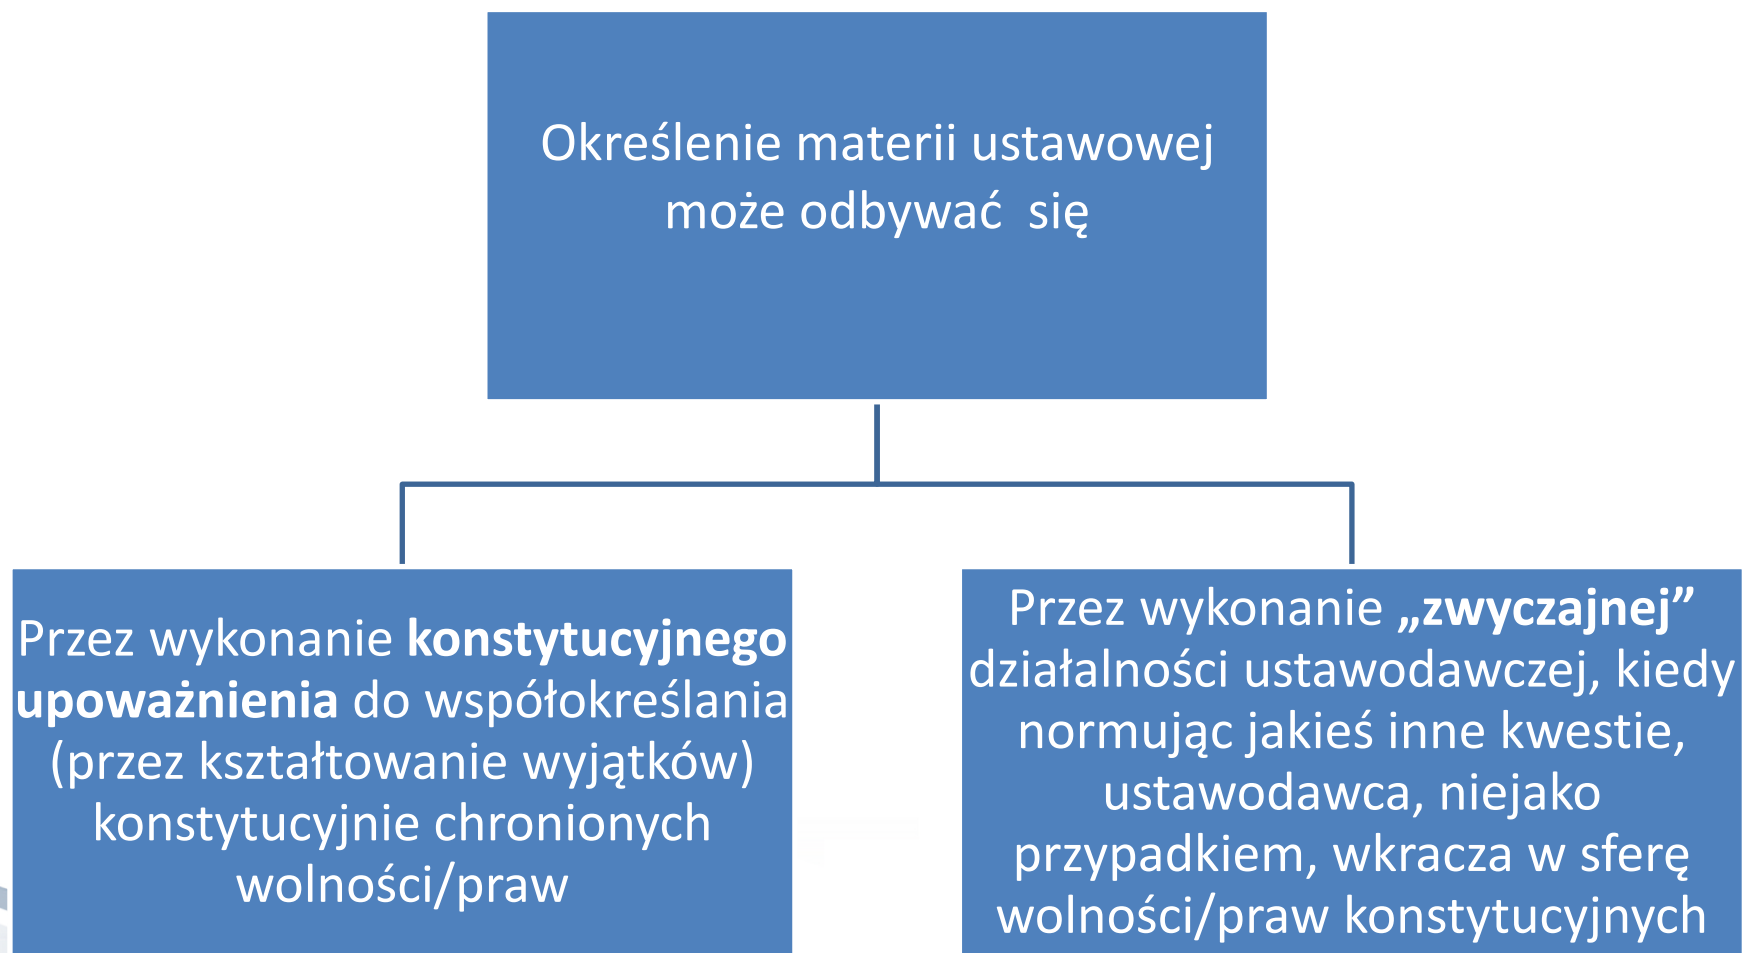 Określenie materii ustawowej
może odbywać  się
Przez wykonanie konstytucyjnego
upoważnienia do współokreślania
(przez kształtowanie wyjątków)
konstytucyjnie chronionych
wolności/praw
Przez wykonanie „zwyczajnej”
działalności ustawodawczej, kiedy
normując jakieś inne kwestie,
ustawodawca, niejako
przypadkiem, wkracza w sferę
wolności/praw konstytucyjnych